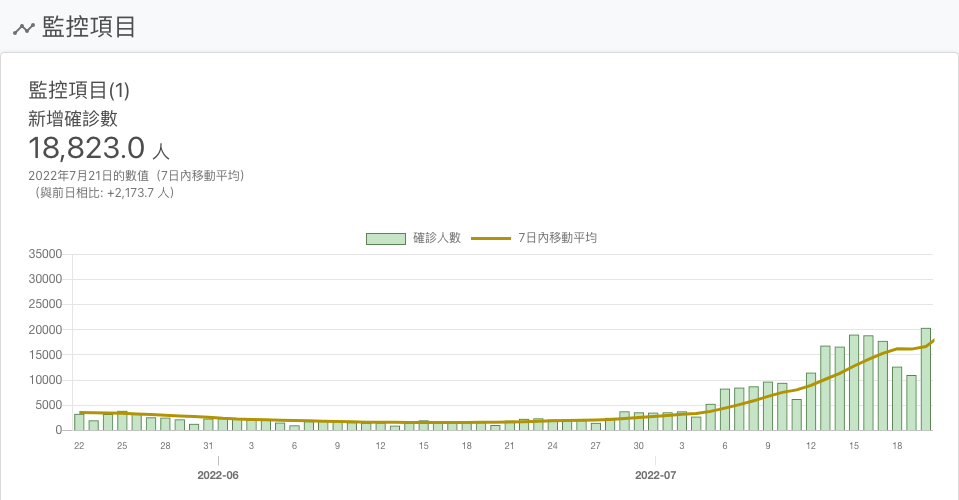 監控項目
監控項目(1)
新增確診數
18,823.0 人
2022年7月21日的數值（7日內移動平均）
（與前日相比: +2,173.7 人）
確診人數 7日內移動平均
35000
30000
25000
20000
15000
10000
5000
0
22 25 28 31 3 6 9 12 15 18 21 24 27 30 3 6 9 12 15 18
2022-06 2022-07